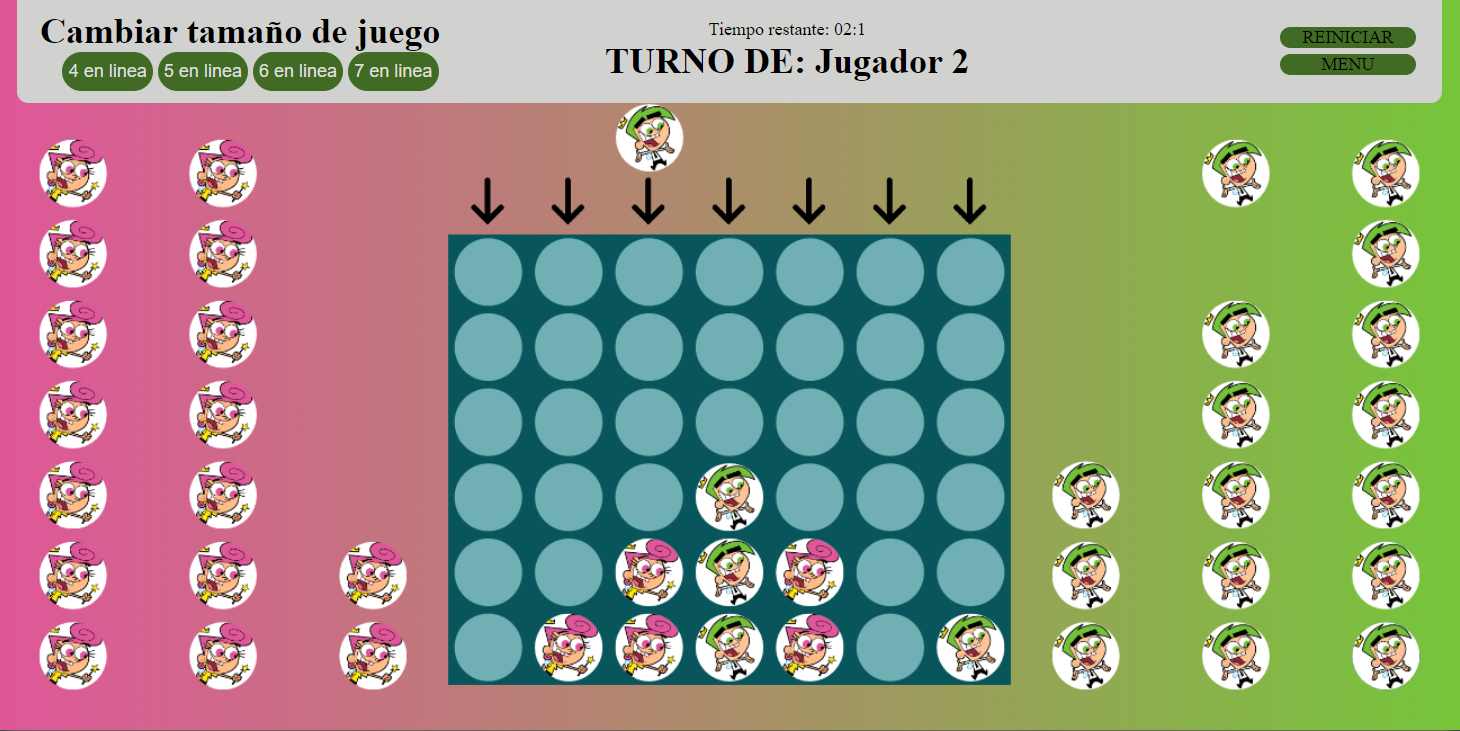 Cambiar tamaño de juego
4 en linea 5 en linea 6 en linea 7 en linea
Tiempo restante: 02:1
TURNO DE: Jugador 2
REINICIAR
MENU